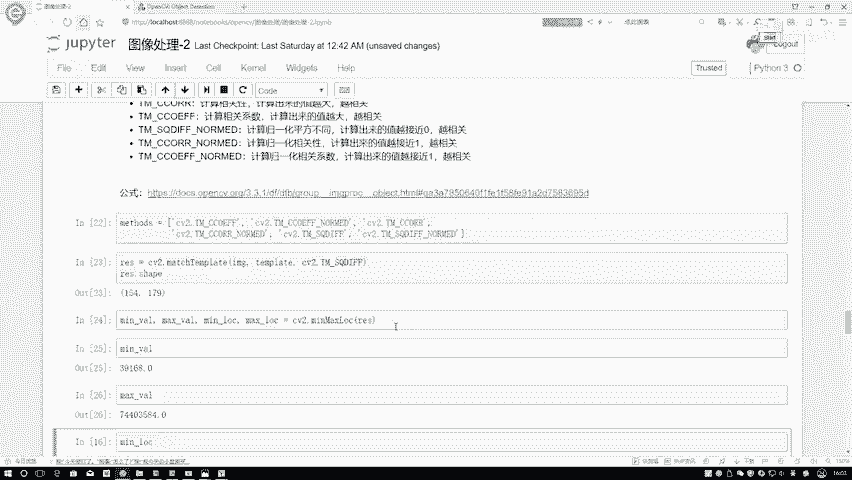 图像处理-2
OpenCV: Object Detection
https://localhost:8888/notebooks/opencv/图像处理/图像处理-2.ipynb
jupyter 图像处理-2 Last Checkpoint: Last Saturday at 12:42 AM (unsaved changes)
Logout
File Edit View Insert Cell Kernel Widgets Help
Trusted Python 3
Code
TM_CCORR：计算相关性，计算出来的值越大，越相关
TM_CCOEFF：计算相关系数，计算出来的值越大，越相关
TM_SQDIFF_NORMED：计算归一化平方不同，计算出来的值越接近0，越相关
TM_CCORR_NORMED：计算归一化相关性，计算出来的值越接近1，越相关
TM_CCOEFF_NORMED：计算归一化相关系数，计算出来的值越接近1，越相关
公式：https://docs.opencv.org/3.3.1/df/dfb/group__imgproc__object.html#ga3a7850640f1fe1f58fe91a2d7583695d
In [22]: methods = ['cv2.TM_CCOEFF', 'cv2.TM_CCOEFF_NORMED', 'cv2.TM_CCORR',
'cv2.TM_CCORR_NORMED', 'cv2.TM_SQDIFF', 'cv2.TM_SQDIFF_NORMED']
In [23]: res = cv2.matchTemplate(img, template, cv2.TM_SQDIFF)
res.shape
Out[23]: (154, 179)
In [24]: min_val, max_val, min_loc, max_loc = cv2.minMaxLoc(res)
In [25]: min_val
Out[25]: 39168.0
In [26]: max_val
Out[26]: 74403584.0
In [16]: min_loc
16:03